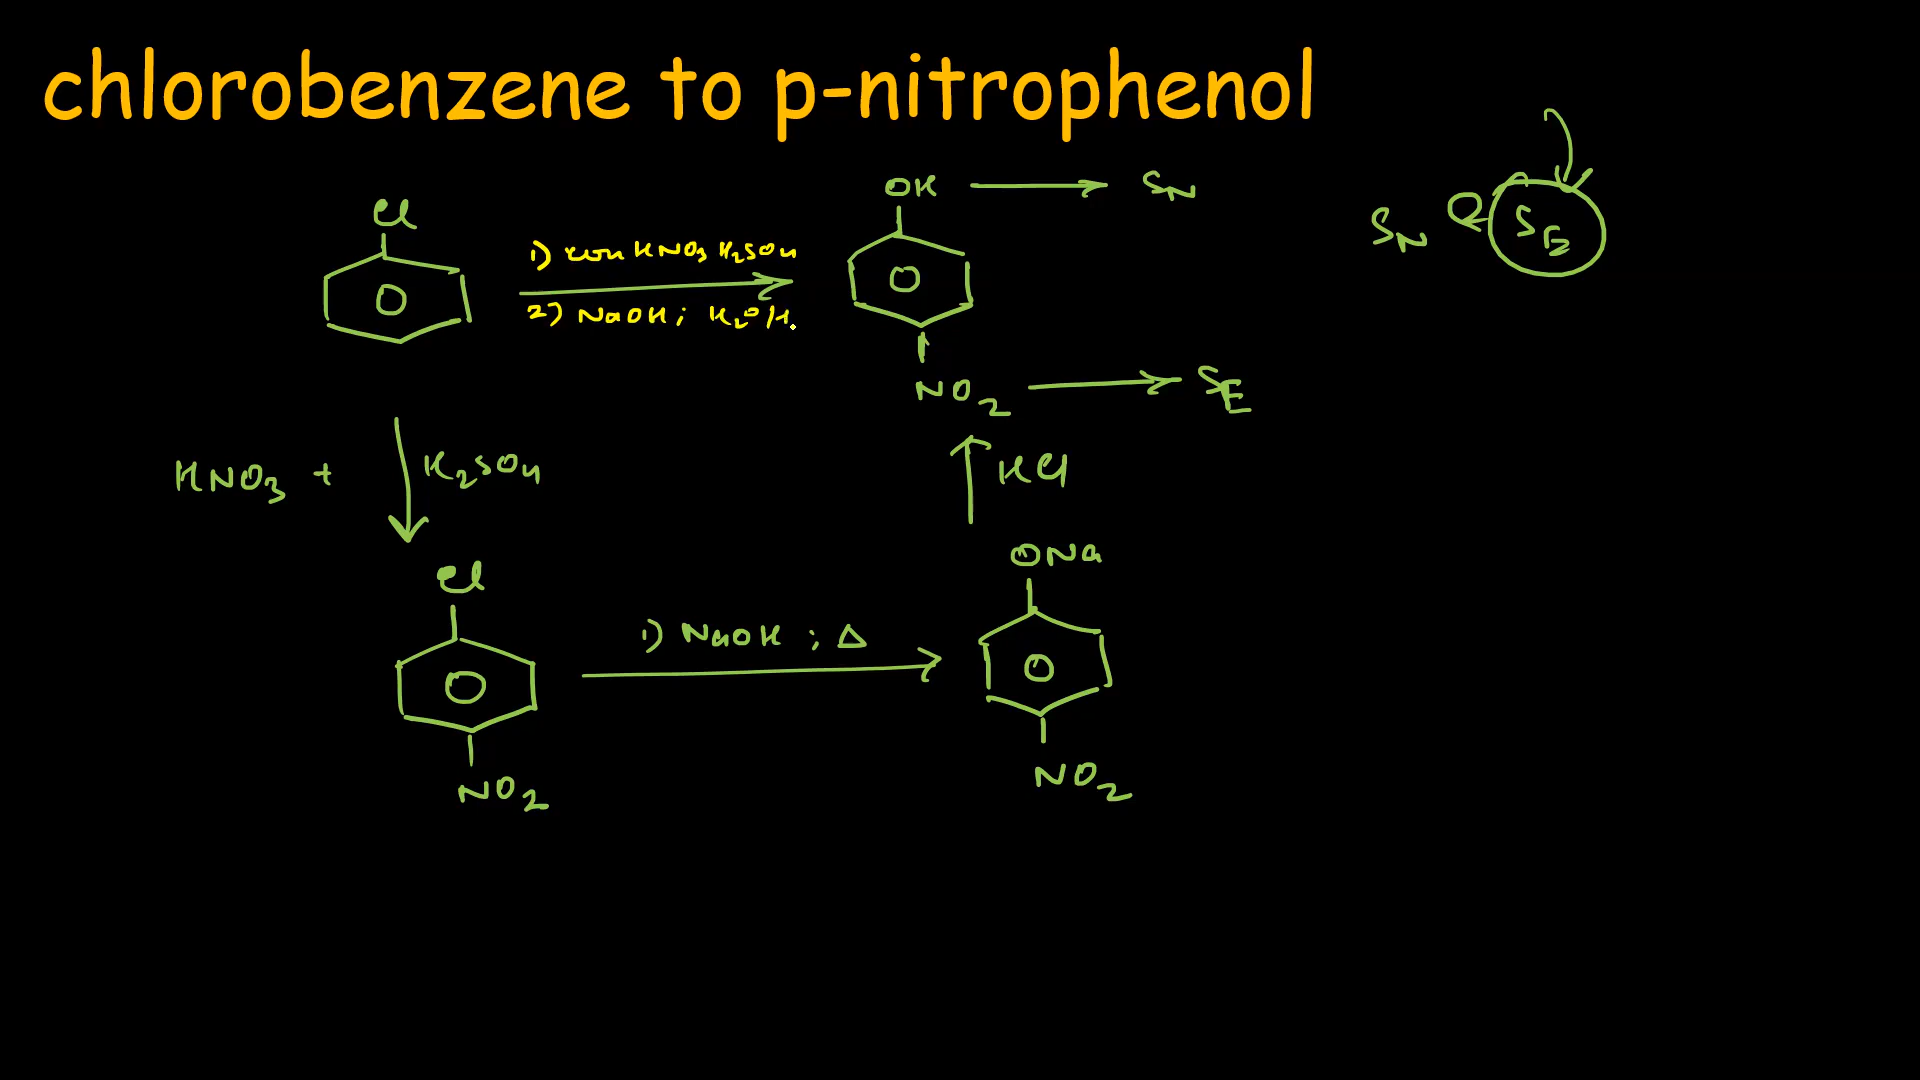 chlorobenzene to p-nitrophenol
Cl
1) con HNO3 H2SO4
2) NaOH; H2O/H.
OH
SN
NO2
SE
SN SE
HNO3 + H2SO4
HCl
Cl
NO2
1) NaOH ; Δ
ONa
NO2